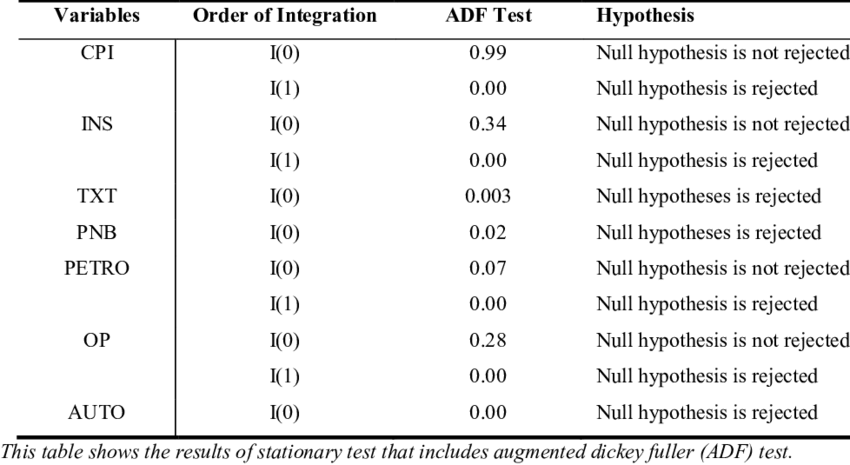 Variables Order of Integration ADF Test Hypothesis
CPI I(0) 0.99 Null hypothesis is not rejected
I(1) 0.00 Null hypothesis is rejected
INS I(0) 0.34 Null hypothesis is not rejected
I(1) 0.00 Null hypothesis is rejected
TXT I(0) 0.003 Null hypotheses is rejected
PNB I(0) 0.02 Null hypotheses is rejected
PETRO I(0) 0.07 Null hypothesis is not rejected
I(1) 0.00 Null hypothesis is rejected
OP I(0) 0.28 Null hypothesis is not rejected
I(1) 0.00 Null hypothesis is rejected
AUTO I(0) 0.00 Null hypothesis is rejected
This table shows the results of stationary test that includes augmented dickey fuller (ADF) test.